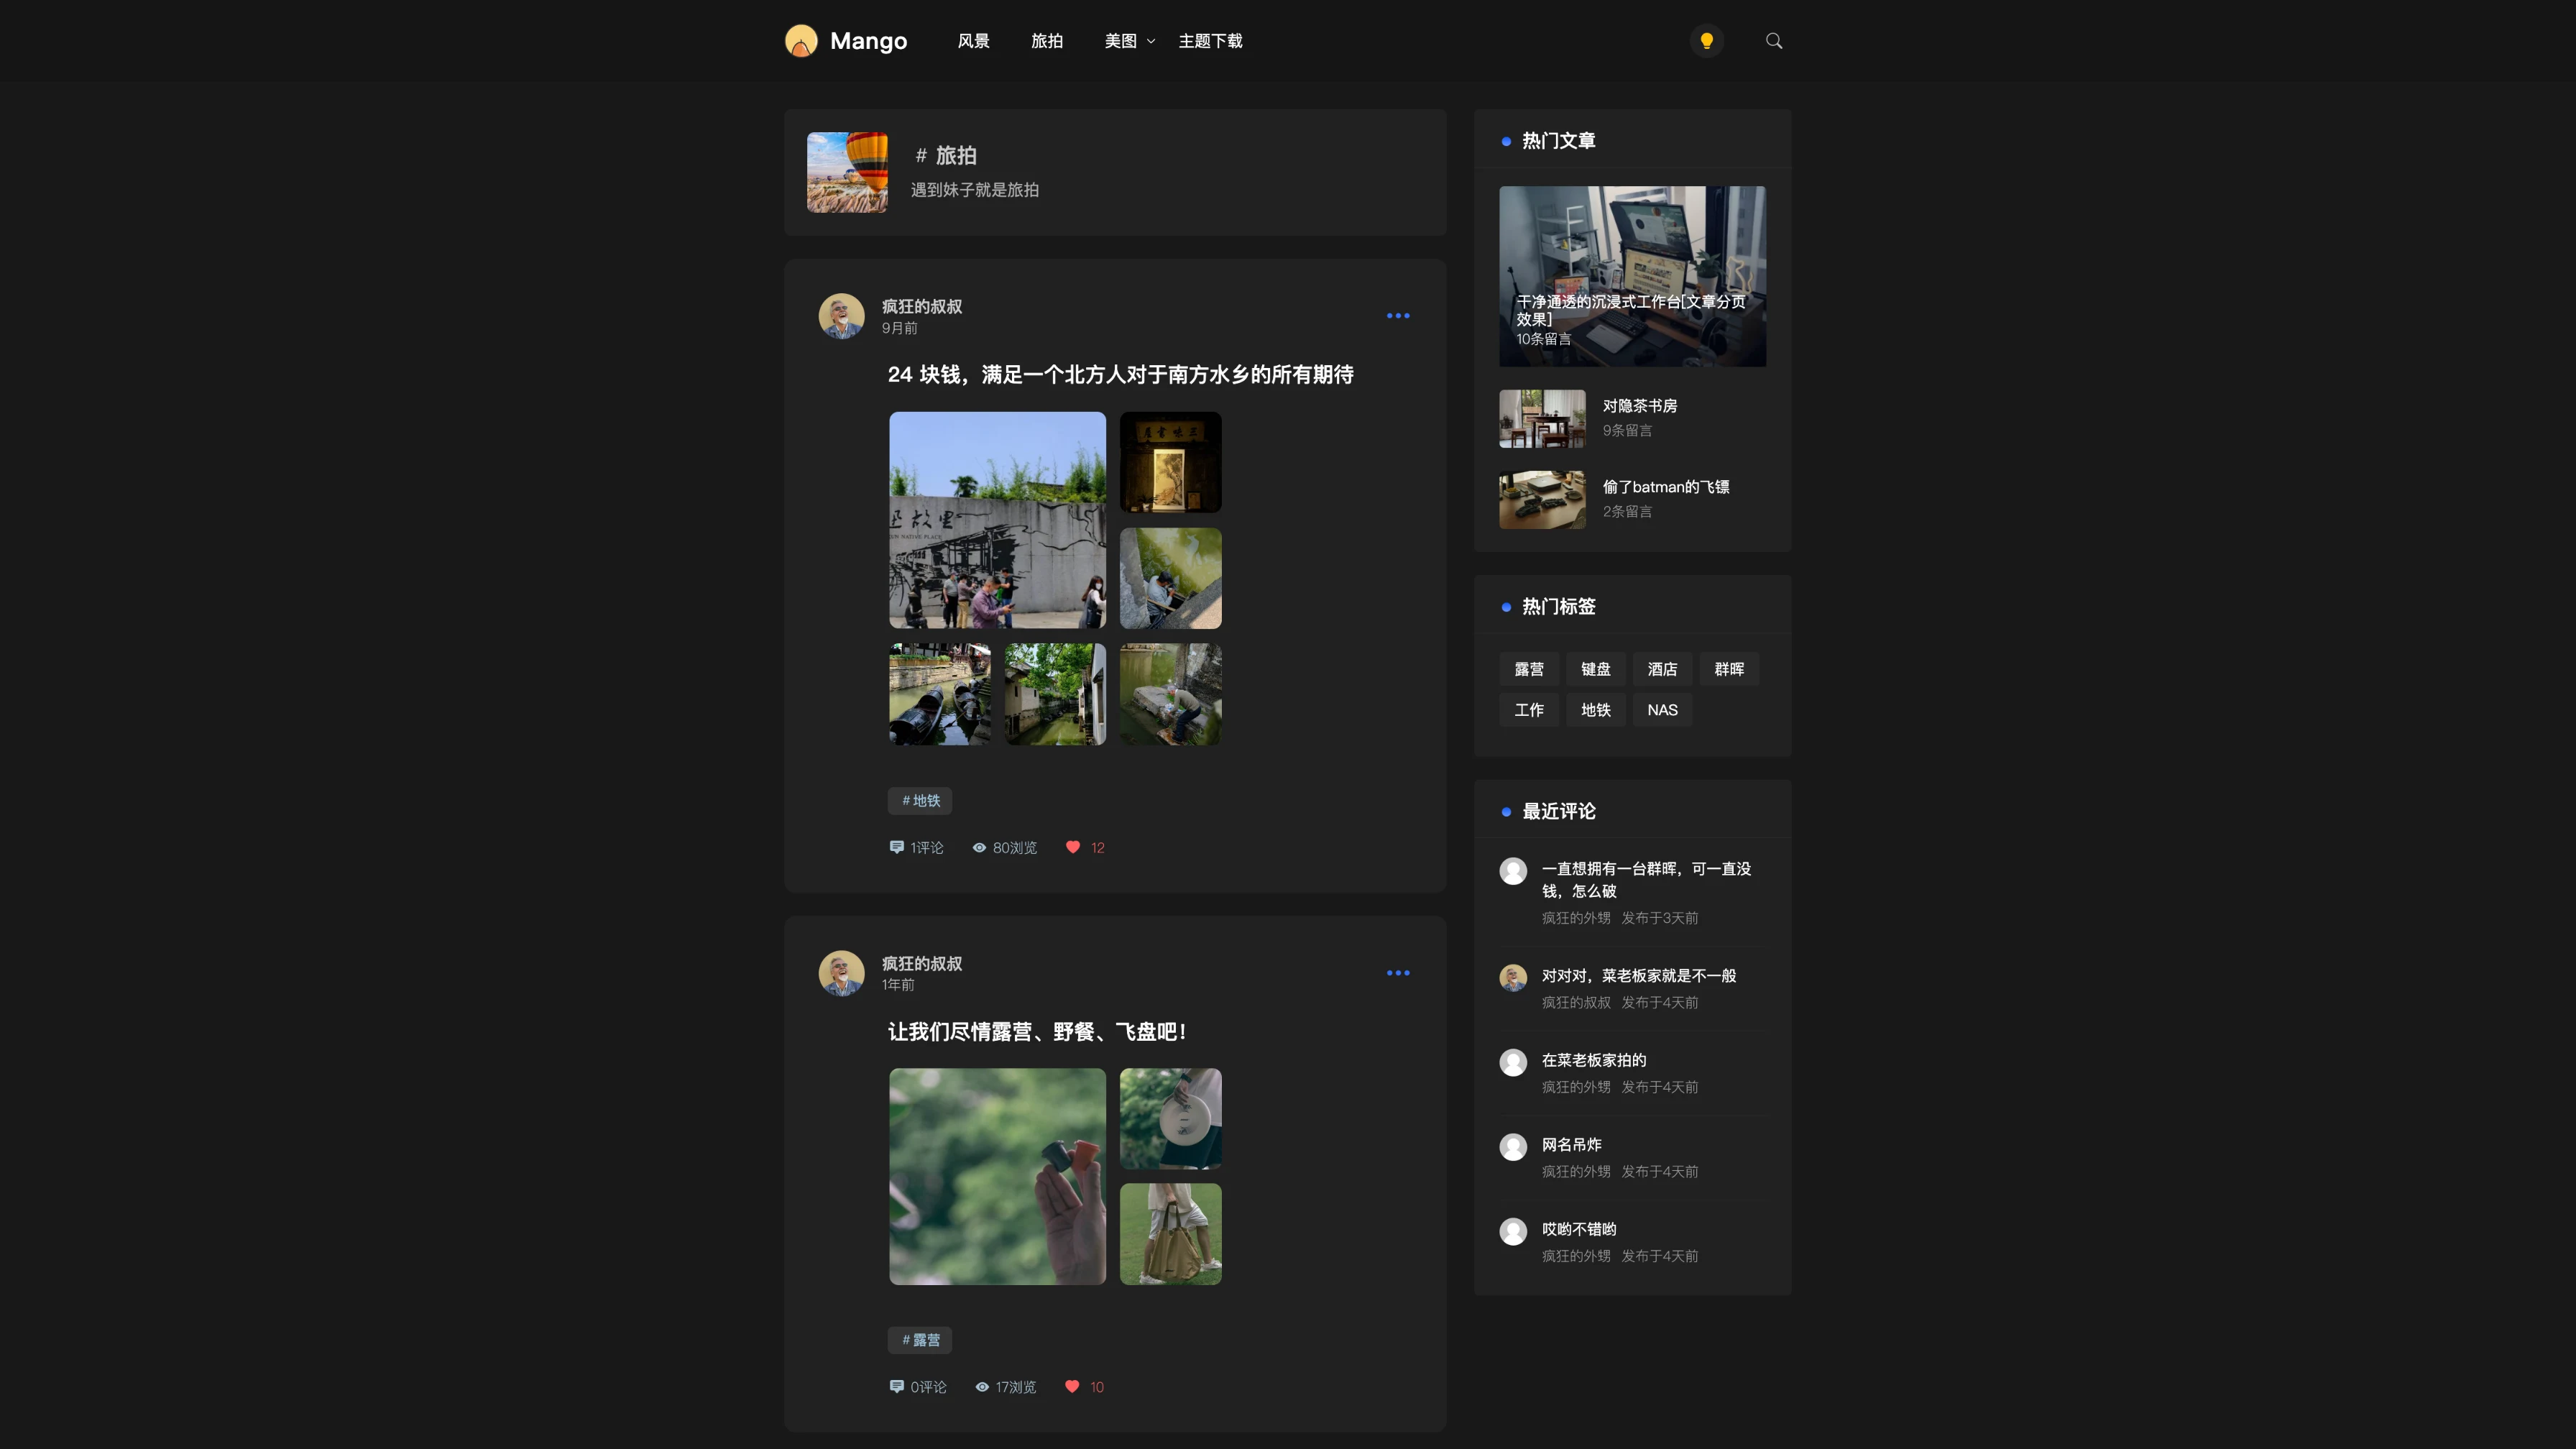 Mango
风景
旅拍
美图
主题下载
# 旅拍
遇到妹子就是旅拍
疯狂的叔叔
9月前
24 块钱，满足一个北方人对于南方水乡的所有期待
故里
NATIVE PLACE
三味書屋
#地铁
1评论
80浏览
12
疯狂的叔叔
1年前
让我们尽情露营、野餐、飞盘吧！
#露营
0评论
17浏览
10
热门文章
干净通透的沉浸式工作台[文章分页
效果]
10条留言
对隐茶书房
9条留言
偷了batman的飞镖
2条留言
热门标签
露营
键盘
酒店
群晖
工作
地铁
NAS
最近评论
一直想拥有一台群晖，可一直没
钱，怎么破
疯狂的外甥 发布于3天前
对对对，菜老板家就是不一般
疯狂的叔叔 发布于4天前
在菜老板家拍的
疯狂的外甥 发布于4天前
网名吊炸
疯狂的外甥 发布于4天前
哎哟不错哟
疯狂的外甥 发布于4天前